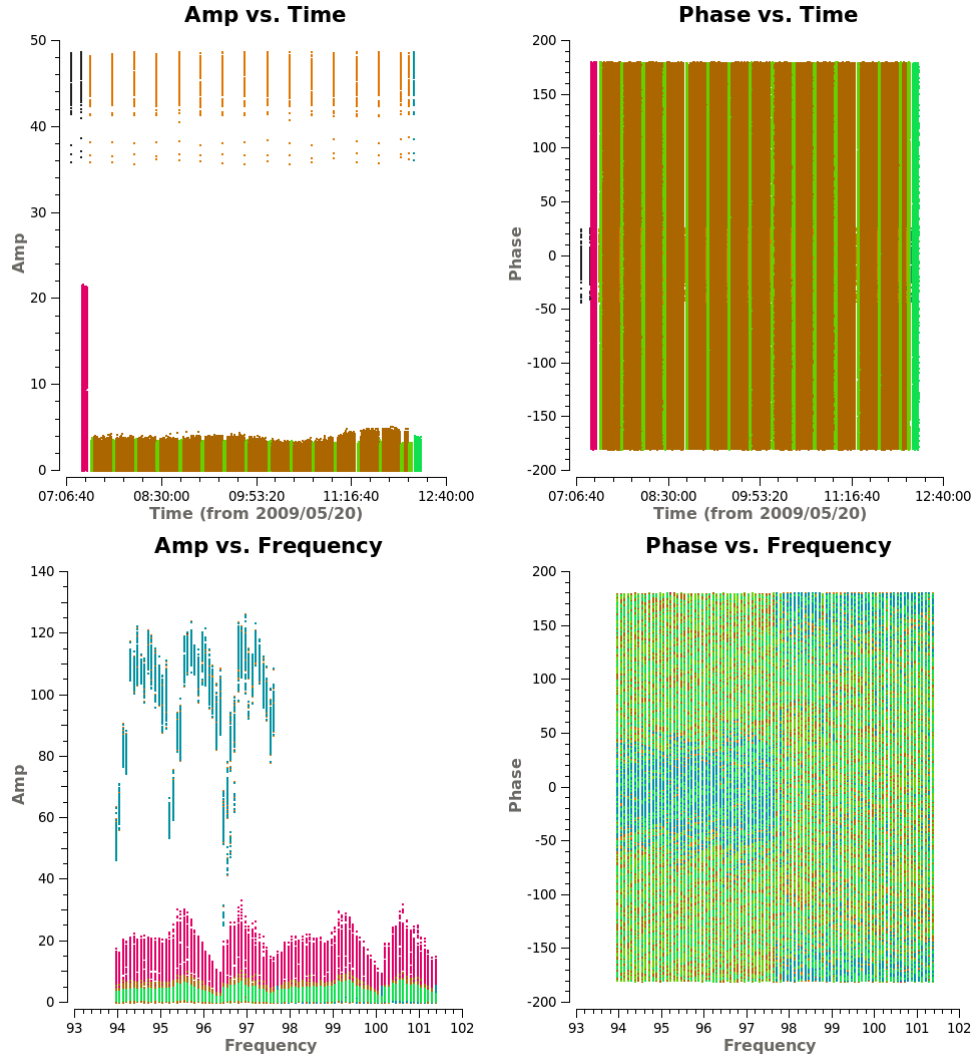 Amp vs. Time
50
40
30
20
10
0
Amp
07:06:40 08:30:00 09:53:20 11:16:40 12:40:00
Time (from 2009/05/20)
Phase vs. Time
200
150
100
50
0
-50
-100
-150
-200
Phase
07:06:40 08:30:00 09:53:20 11:16:40 12:40:00
Time (from 2009/05/20)
Amp vs. Frequency
140
120
100
80
60
40
20
0
Amp
93 94 95 96 97 98 99 100 101 102
Frequency
Phase vs. Frequency
200
150
100
50
0
-50
-100
-150
-200
Phase
93 94 95 96 97 98 99 100 101 102
Frequency